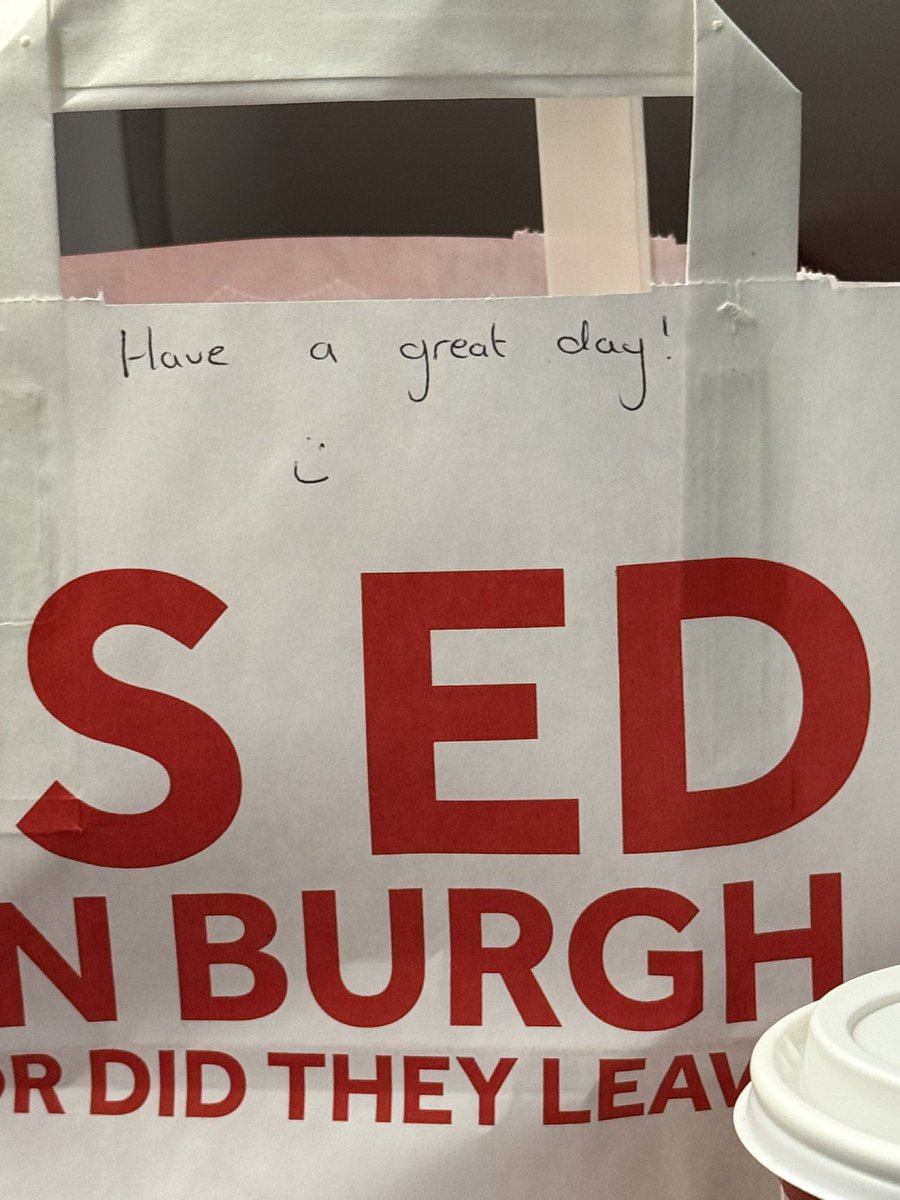 Have a great day!
S ED
N BURGH
OR DID THEY LEAV